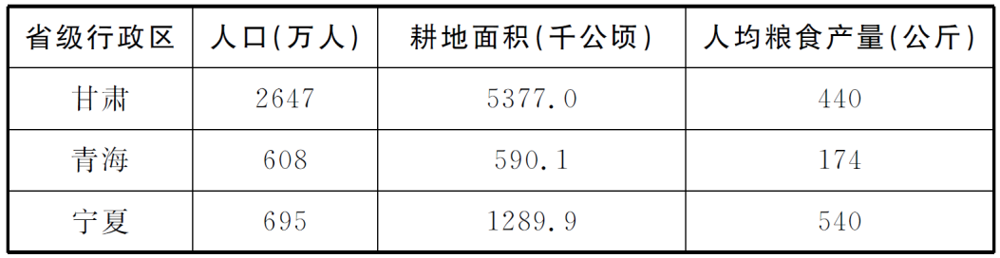 省级行政区 人口(万人) 耕地面积(千公顷) 人均粮食产量(公斤)
甘肃 2647 5377.0 440
青海 608 590.1 174
宁夏 695 1289.9 540